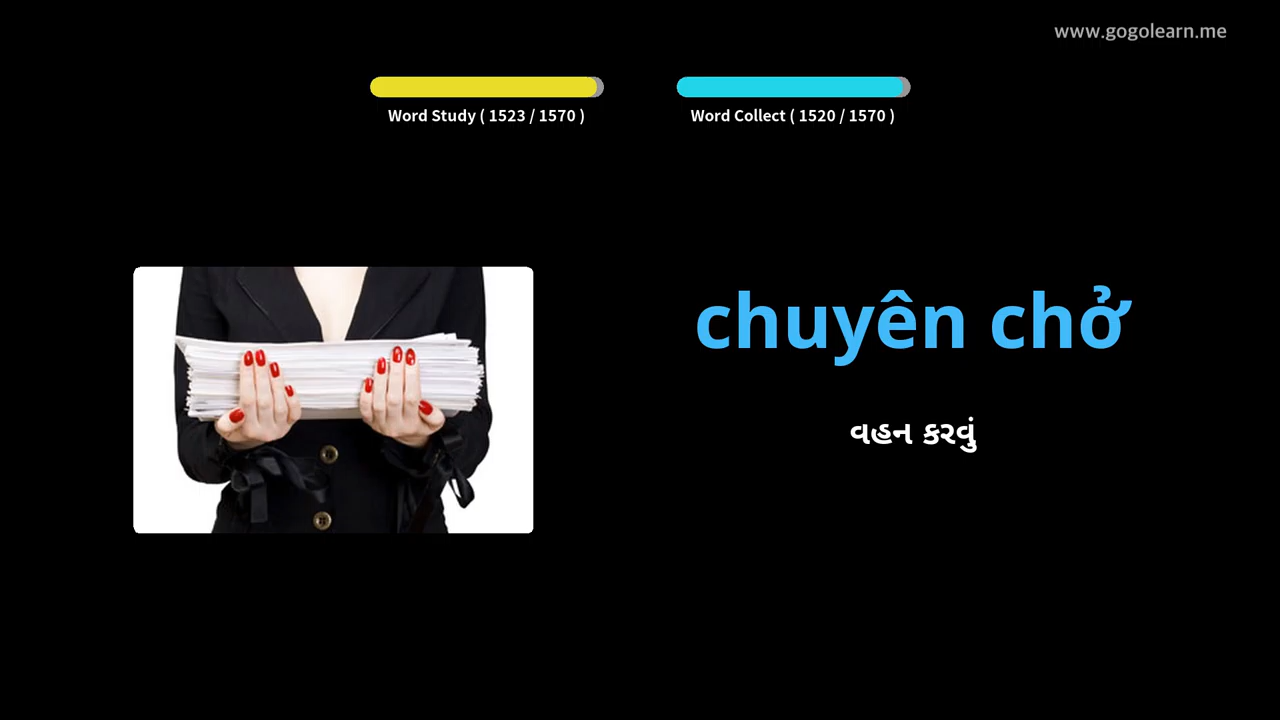 www.gogolearn.me
Word Study ( 1523 / 1570 )
Word Collect ( 1520 / 1570 )
chuyên chở
વહન કરવું